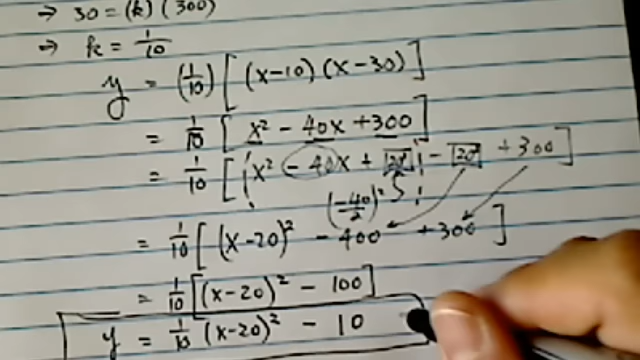 → 30 = (k)(300)
→ k = 1/10
y = (1/10) [(x-10)(x-30)]
= 1/10 [x² - 40x + 300]
= 1/10 [x² - 40x + 20² - 20² + 300]
(-40/2)²
= 1/10 [(x-20)² - 400 + 300]
= 1/10 [(x-20)² - 100]
y = 1/10 (x-20)² - 10